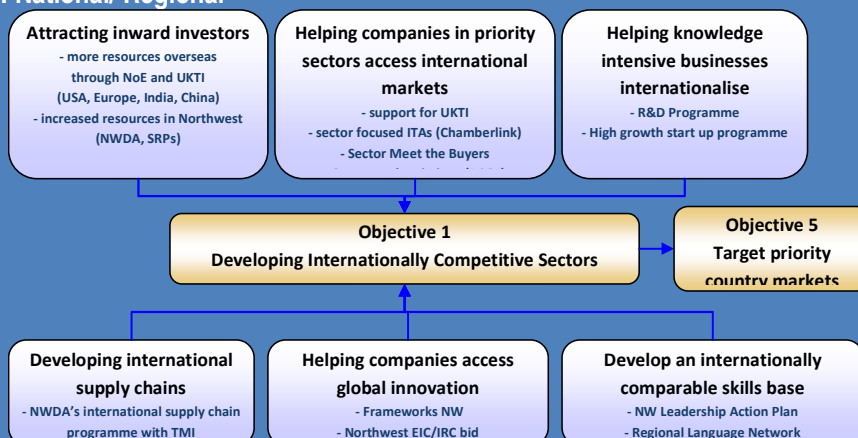 National/ Regional
Attracting inward investors
- more resources overseas
through NoE and UKTI
(USA, Europe, India, China)
- increased resources in Northwest
(NWDA, SRPs)
Helping companies in priority
sectors access international
markets
- support for UKTI
- sector focused ITAs (Chamberlink)
- Sector Meet the Buyers
Helping knowledge
intensive businesses
internationalise
- R&D Programme
- High growth start up programme
Objective 1
Developing Internationally Competitive Sectors
Objective 5
Target priority
country markets
Developing international
supply chains
- NWDA's international supply chain
programme with TMI
Helping companies access
global innovation
- Frameworks NW
- Northwest EIC/IRC bid
Develop an internationally
comparable skills base
- NW Leadership Action Plan
- Regional Language Network